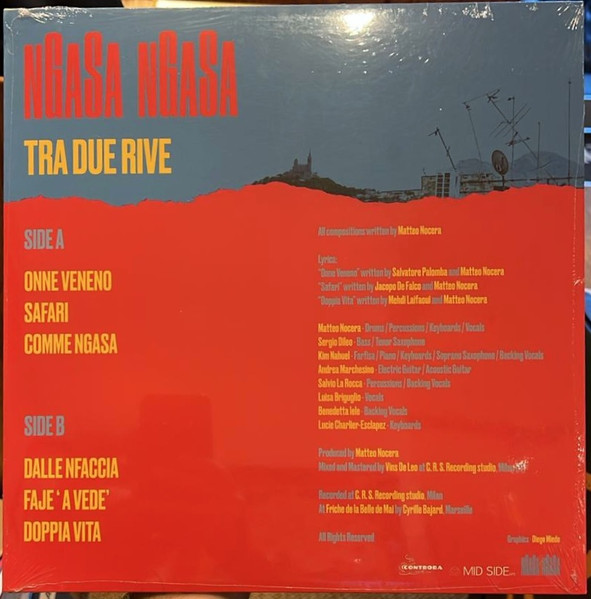 NGASA NGASA
TRA DUE RIVE
SIDE A
ONNE VENENO
SAFARI
COMME NGASA
SIDE B
DALLE NFACCIA
FAJE 'A VEDE'
DOPPIA VITA
All compositions written by Matteo Nocera
Lyrics:
"Onne Veneno" written by Salvatore Palomba and Matteo Nocera
"Safari" written by Jacopo De Falco and Matteo Nocera
"Doppia Vita" written by Mehdi Laifaoui and Matteo Nocera
Matteo Nocera - Drums / Percussions / Keyboards / Vocals
Sergio Dileo - Bass / Tenor Saxophone
Kim Nahuel - Farfisa / Piano / Keyboards / Soprano Saxophone / Backing Vocals
Andrea Marchesino - Electric Guitar / Acoustic Guitar
Salvio La Rocca - Percussions / Backing Vocals
Luisa Briguglio - Vocals
Benedetta Iele - Backing Vocals
Lucie Charlier-Esclapez - Keyboards
Produced by Matteo Nocera
Mixed and Mastered by Vins De Leo at C. R. S. Recording studio,
Recorded at C. R. S. Recording studio, Milan
At Friche de la Belle de Mai by Cyrille Bajard, Marseille
All Rights Reserved
Graphics Diego Miedo
CONTRORA
MID SIDE